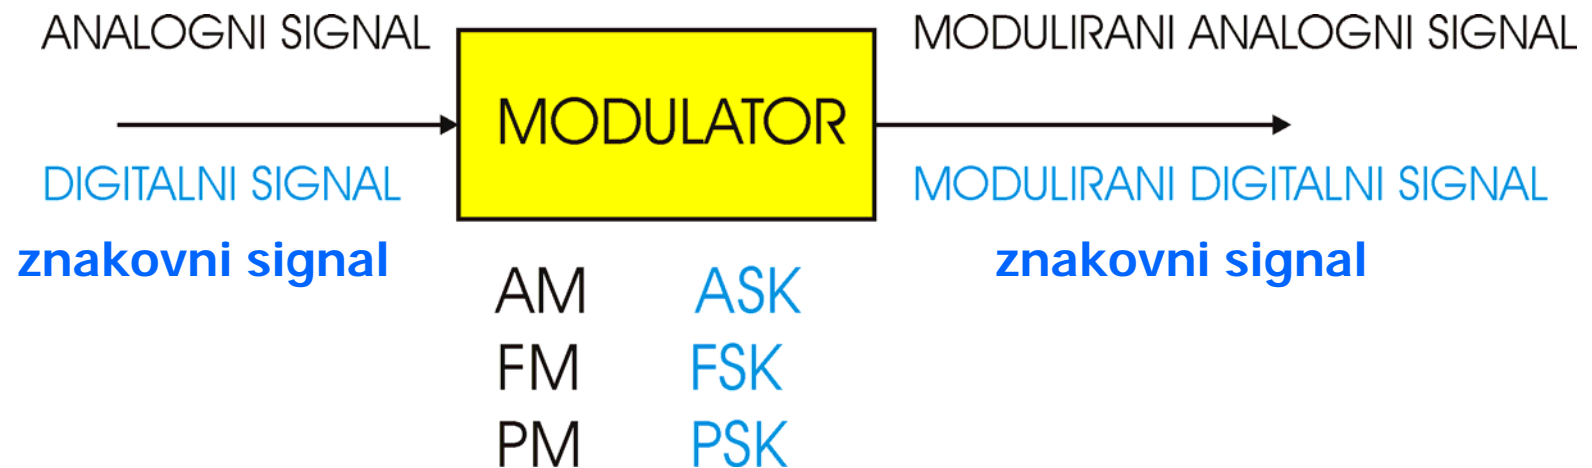 ANALOGNI SIGNAL
MODULIRANI ANALOGNI SIGNAL
MODULATOR
DIGITALNI SIGNAL
MODULIRANI DIGITALNI SIGNAL
znakovni signal
znakovni signal
AM ASK
FM FSK
PM PSK